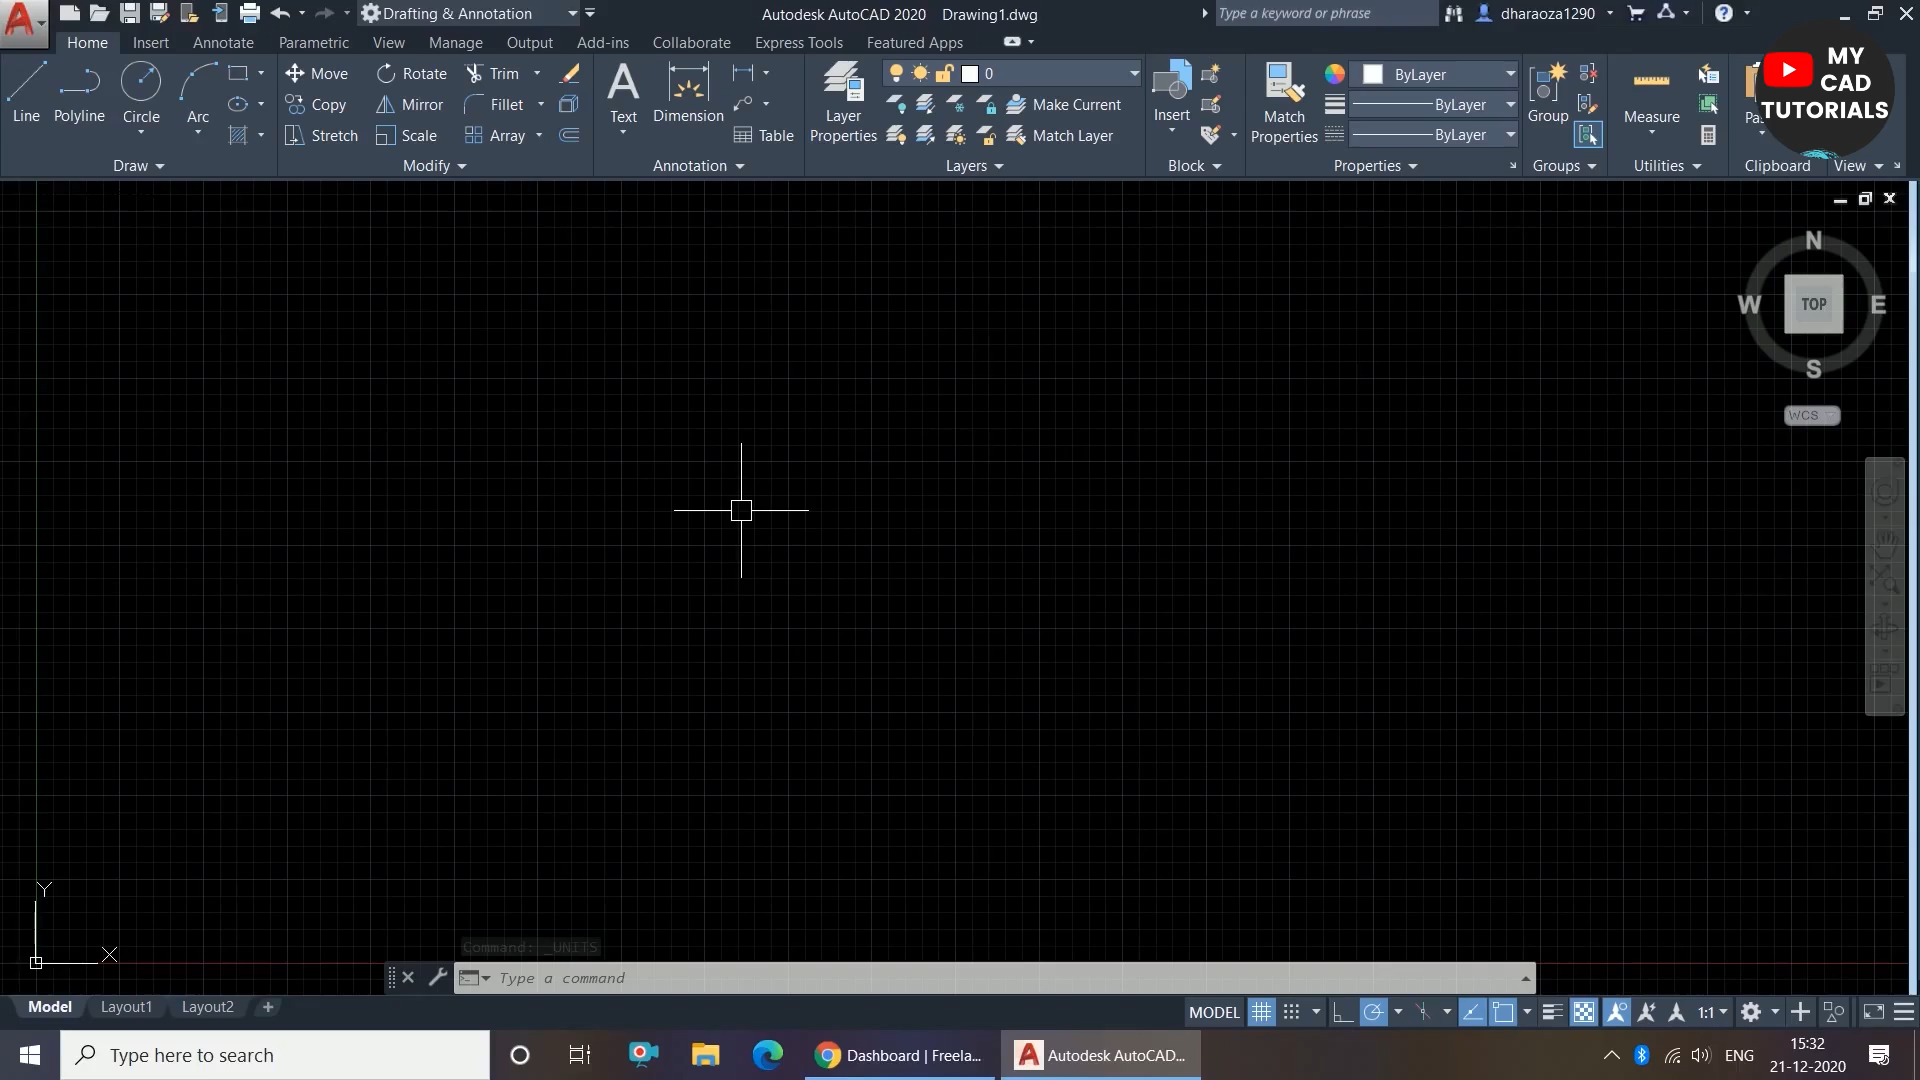 Drafting & Annotation
Autodesk AutoCAD 2020 Drawing1.dwg
Type a keyword or phrase
dharaoza1290
Home Insert Annotate Parametric View Manage Output Add-ins Collaborate Express Tools Featured Apps
Line Polyline Circle Arc
Move Rotate Trim
Copy Mirror Fillet
Stretch Scale Array
Text Dimension Table
Layer Properties
0
Make Current
Match Layer
Insert
Match Properties
ByLayer
ByLayer
ByLayer
Group
Measure
Pas
MY
CAD
TUTORIALS
Draw Modify Annotation Layers Block Properties Groups Utilities Clipboard View
N
W TOP E
S
WCS
Y
X
Command: _UNITS
Type a command
Model Layout1 Layout2 +
MODEL 1:1
Type here to search
Dashboard | Freela...
Autodesk AutoCAD...
ENG
15:32
21-12-2020